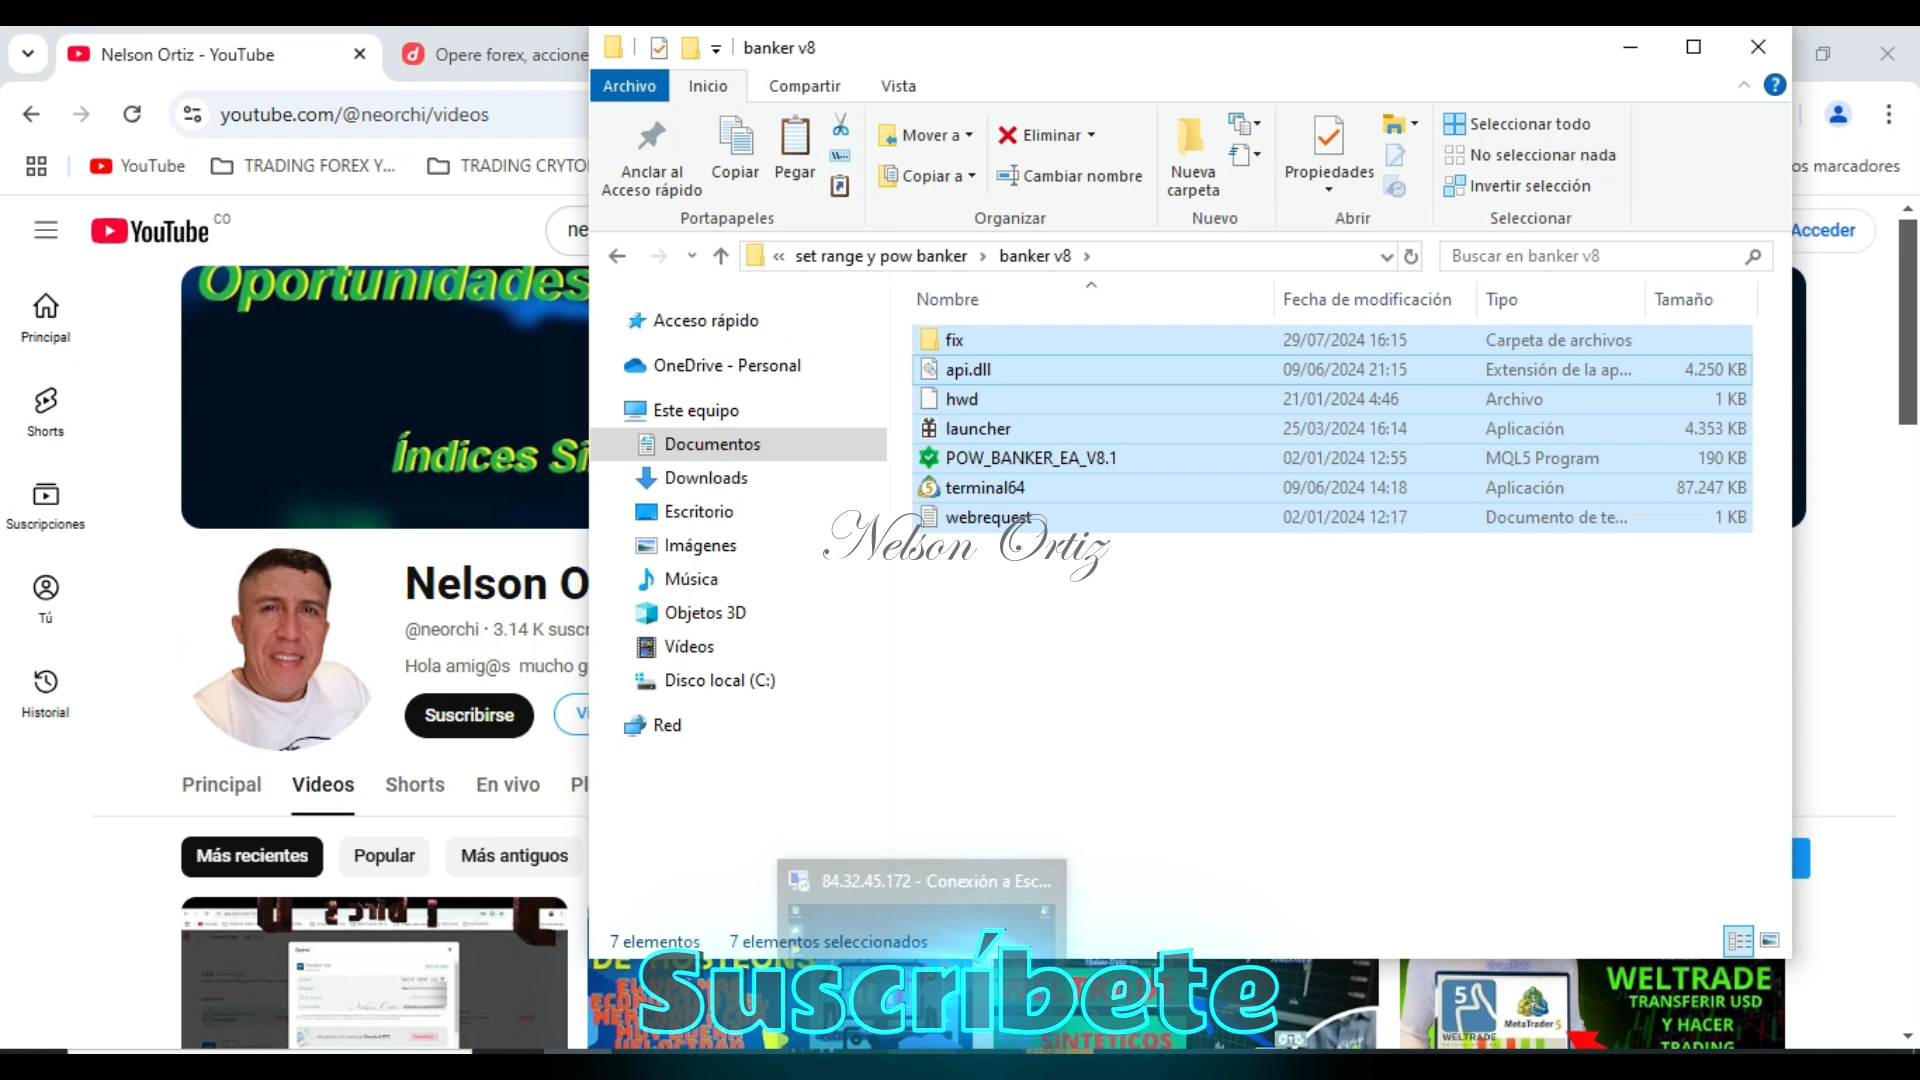 Nelson Ortiz - YouTube
Opere forex, accione
banker v8
Archivo
Inicio
Compartir
Vista
youtube.com/@neorchi/videos
YouTube
TRADING FOREX Y...
TRADING CRYTO
os marcadores
Anclar al
Acceso rápido
Copiar
Pegar
Mover a
Copiar a
Eliminar
Cambiar nombre
Nueva
carpeta
Propiedades
Seleccionar todo
No seleccionar nada
Invertir selección
Portapapeles
Organizar
Nuevo
Abrir
Seleccionar
YouTube CO
ne
Acceder
« set range y pow banker > banker v8 >
Buscar en banker v8
Nombre
Fecha de modificación
Tipo
Tamaño
fix 29/07/2024 16:15 Carpeta de archivos
api.dll 09/06/2024 21:15 Extensión de la ap... 4.250 KB
hwd 21/01/2024 4:46 Archivo 1 KB
launcher 25/03/2024 16:14 Aplicación 4.353 KB
POW_BANKER_EA_V8.1 02/01/2024 12:55 MQL5 Program 190 KB
terminal64 09/06/2024 14:18 Aplicación 87.247 KB
webrequest 02/01/2024 12:17 Documento de te... 1 KB
Acceso rápido
OneDrive - Personal
Este equipo
Documentos
Downloads
Escritorio
Imágenes
Música
Objetos 3D
Vídeos
Disco local (C:)
Red
Nelson Ortiz
Principal
Shorts
Suscripciones
Tú
Historial
Oportunidades
Índices Si
Nelson O
@neorchi · 3.14 K suscr
Hola amig@s mucho g
Suscribirse
Vi
Principal
Videos
Shorts
En vivo
Pl
Más recientes
Popular
Más antiguos
84.32.45.172 - Conexión a Esc...
7 elementos
7 elementos seleccionados
Suscríbete
SINTÉTICOS
WELTRADE
TRANSFERIR USD
Y HACER
TRADING
5
WELTRADE
MetaTrader 5